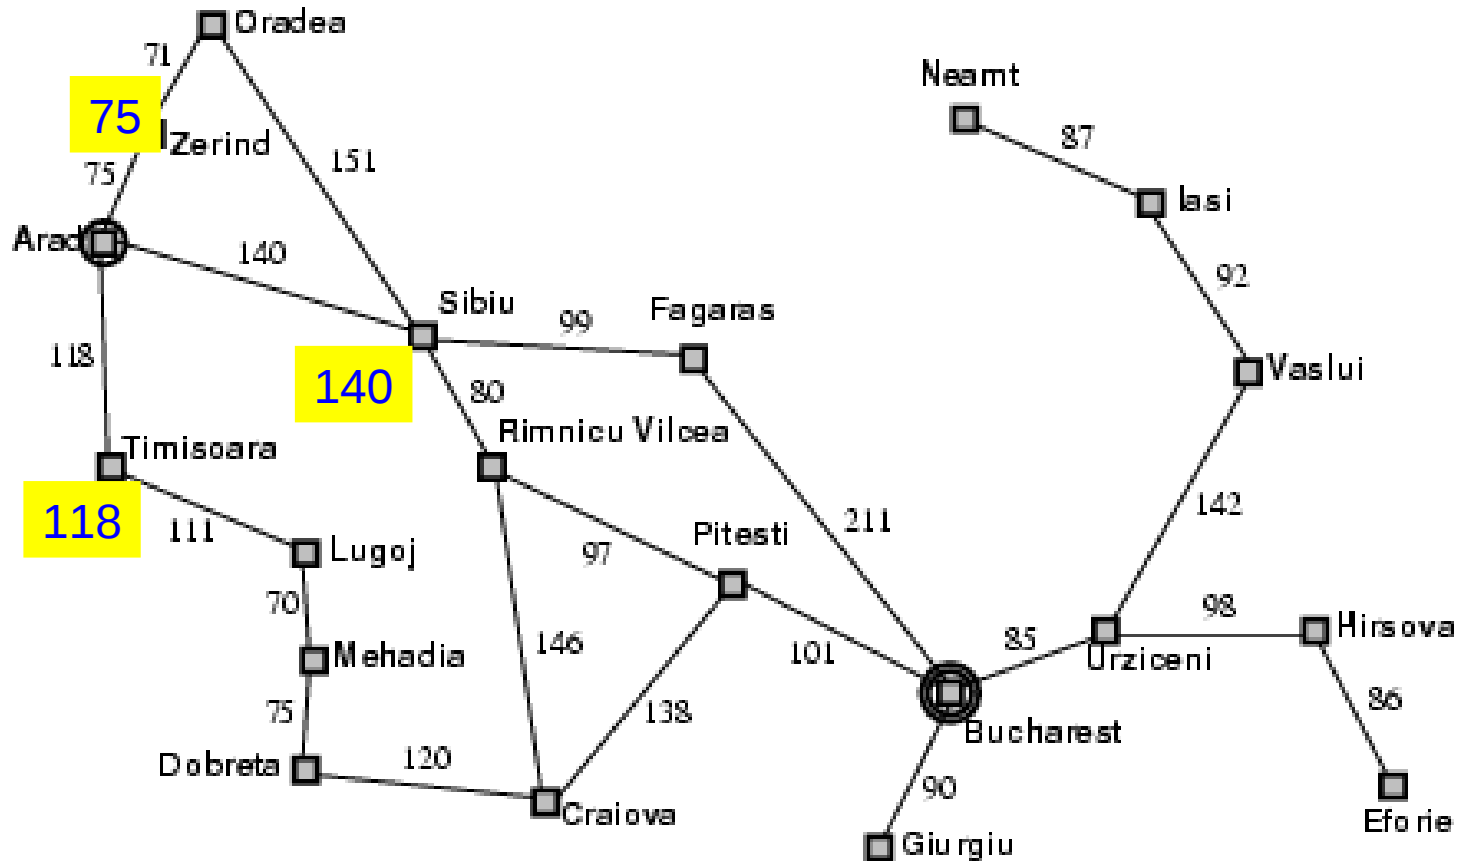 Oradea
71
Neamt
75
87
Zerind
151
75
Iasi
Arad
140
92
Sibiu
Fagaras
99
118
Vaslui
140
80
Rimnicu Vilcea
Timisoara
142
118
111
211
Pitesti
Lugoj
97
70
98
Hirsova
85
146
101
Mehadia
Urziceni
86
75
138
Bucharest
Dobreta
120
90
Craiova
Eforie
Giurgiu